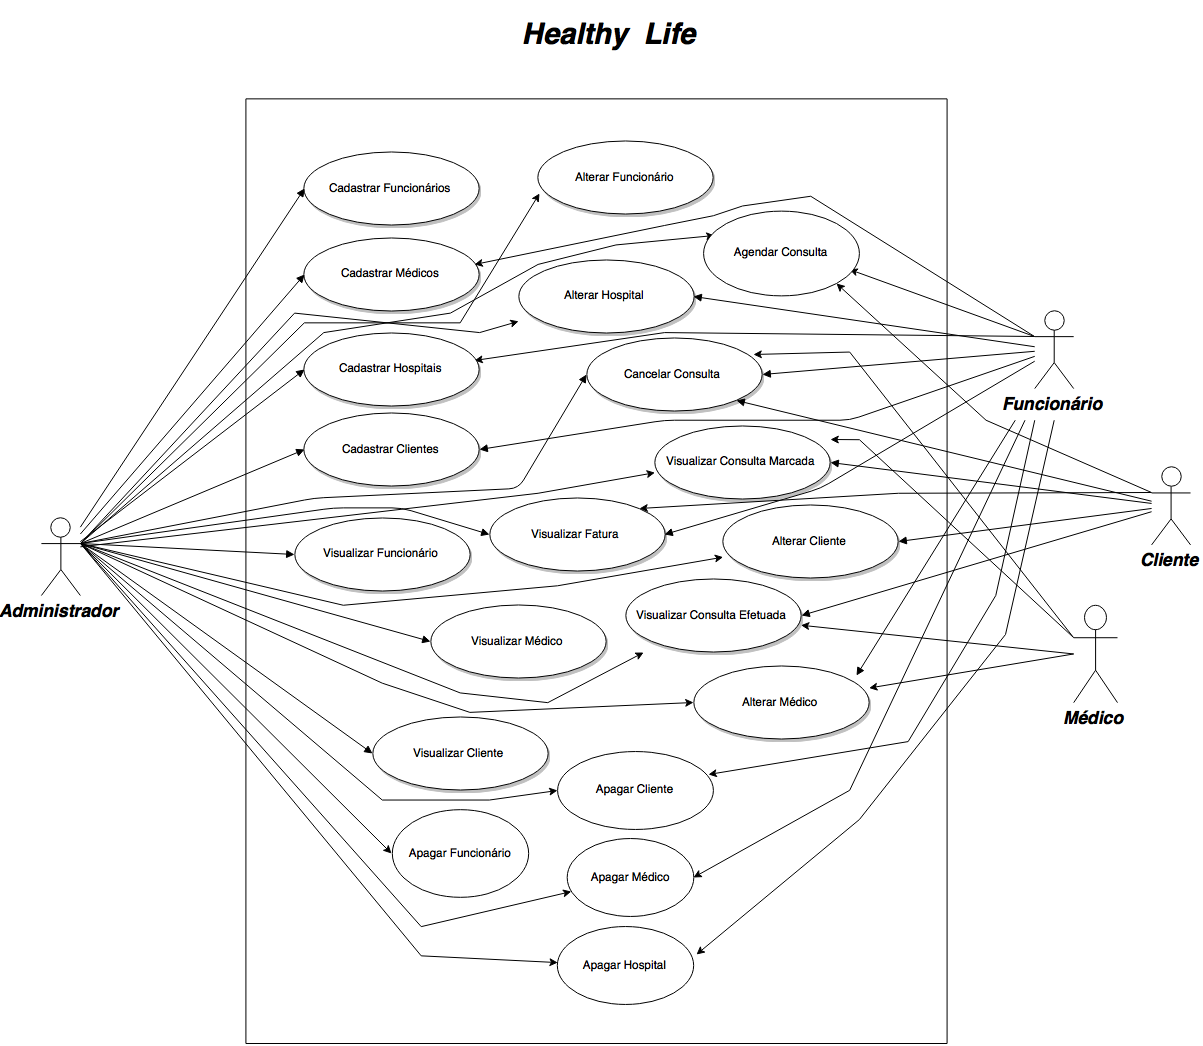 Healthy Life
Cadastrar Funcionários
Alterar Funcionário
Agendar Consulta
Cadastrar Médicos
Alterar Hospital
Cadastrar Hospitais
Cancelar Consulta
Funcionário
Cadastrar Clientes
Visualizar Consulta Marcada
Visualizar Fatura
Alterar Cliente
Visualizar Funcionário
Cliente
Administrador
Visualizar Consulta Efetuada
Visualizar Médico
Alterar Médico
Médico
Visualizar Cliente
Apagar Cliente
Apagar Funcionário
Apagar Médico
Apagar Hospital